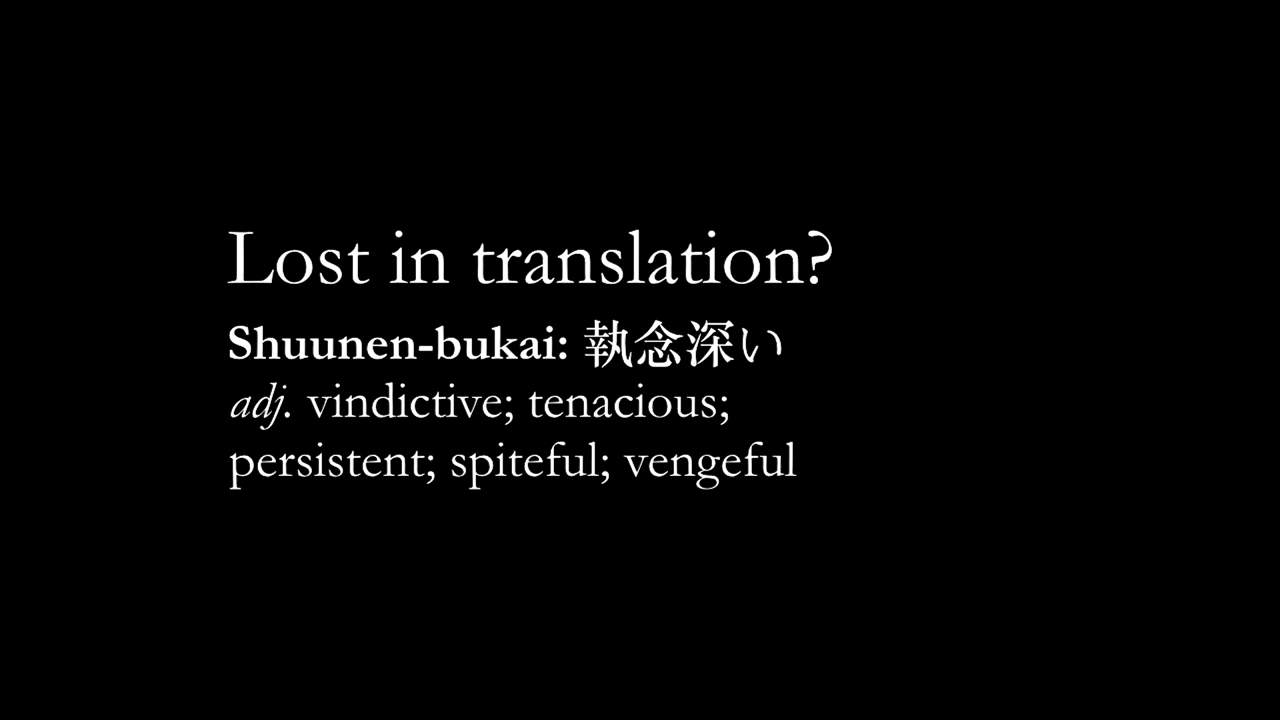 Lost in translation?
Shuunen-bukai: 執念深い
adj. vindictive; tenacious;
persistent; spiteful; vengeful